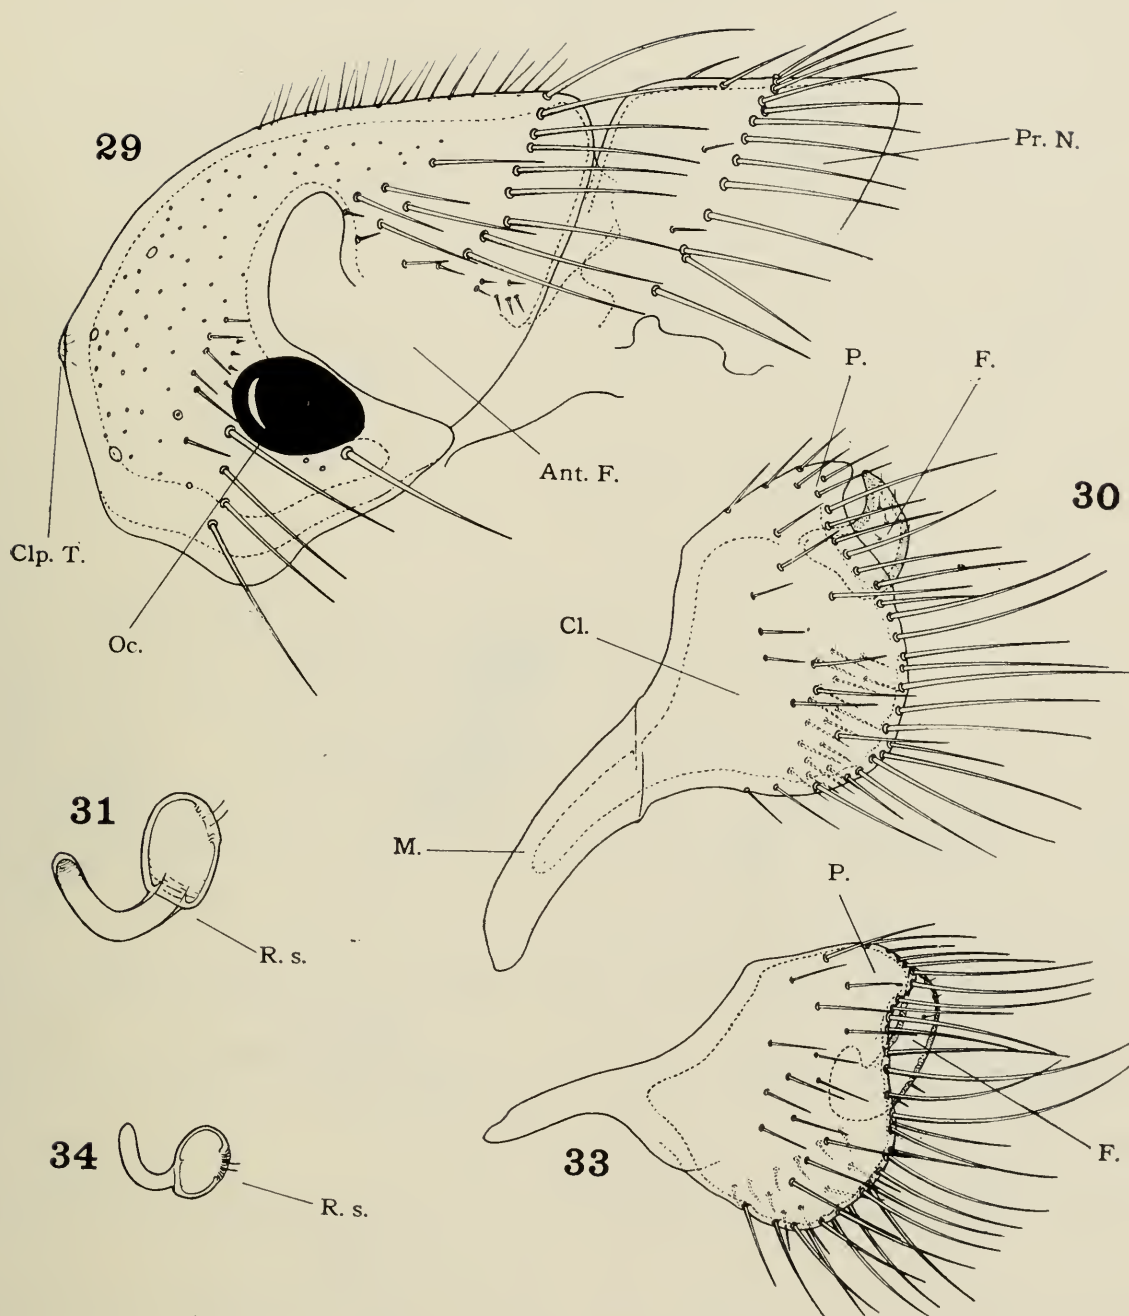 29
Pr. N.
P.
F.
Ant. F.
30
Clp. T.
Oc.
Cl.
31
M.
P.
R. s.
34
33
F.
R. s.